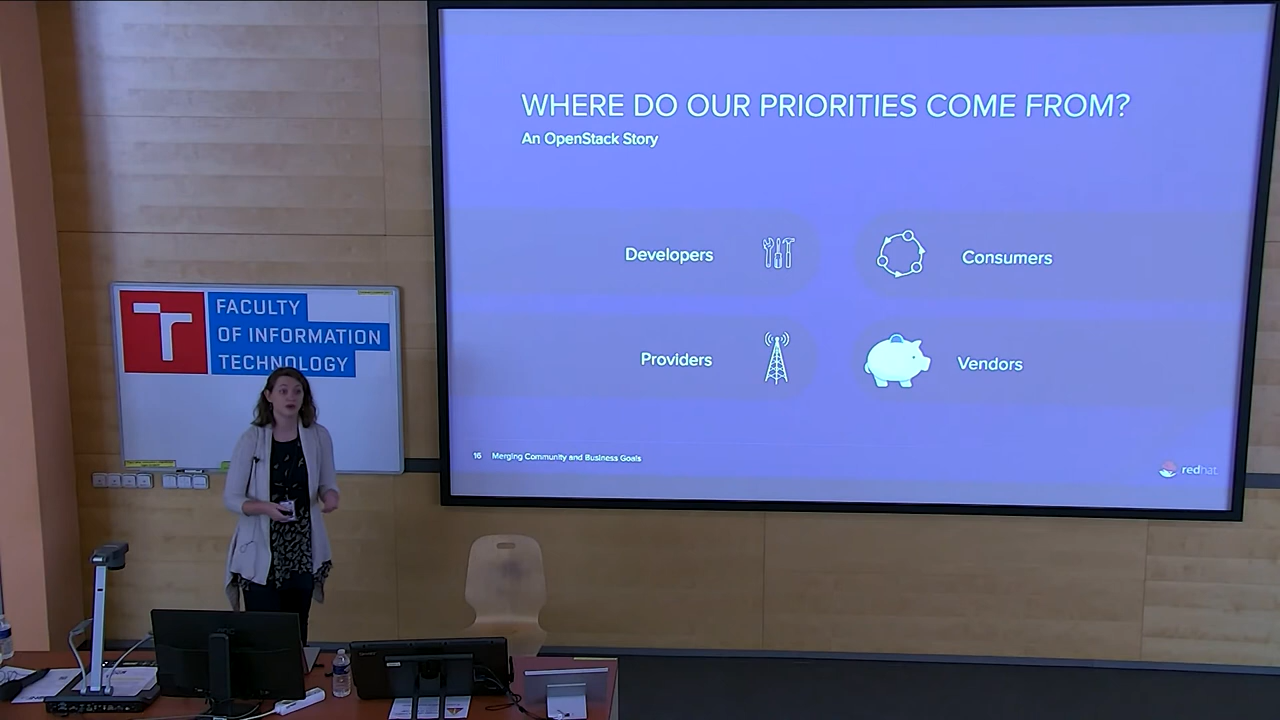 WHERE DO OUR PRIORITIES COME FROM?
An OpenStack Story
Developers
Consumers
Providers
Vendors
16 Merging Community and Business Goals
redhat
FACULTY
OF INFORMATION
TECHNOLOGY